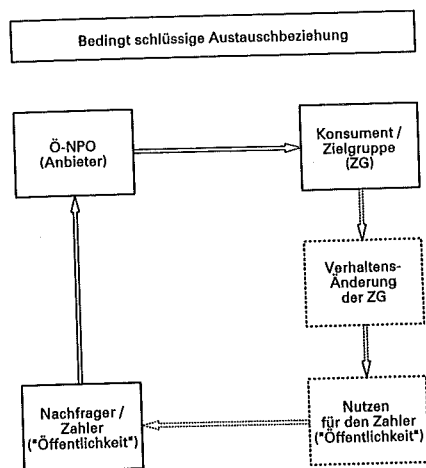 Bedingt schlüssige Austauschbeziehung
Ö-NPO
(Anbieter)
Konsument /
Zielgruppe
(ZG)
Verhaltens-
Änderung
der ZG
Nutzen
für den Zahler
("Öffentlichkeit")
Nachfrager /
Zahler
("Öffentlichkeit")